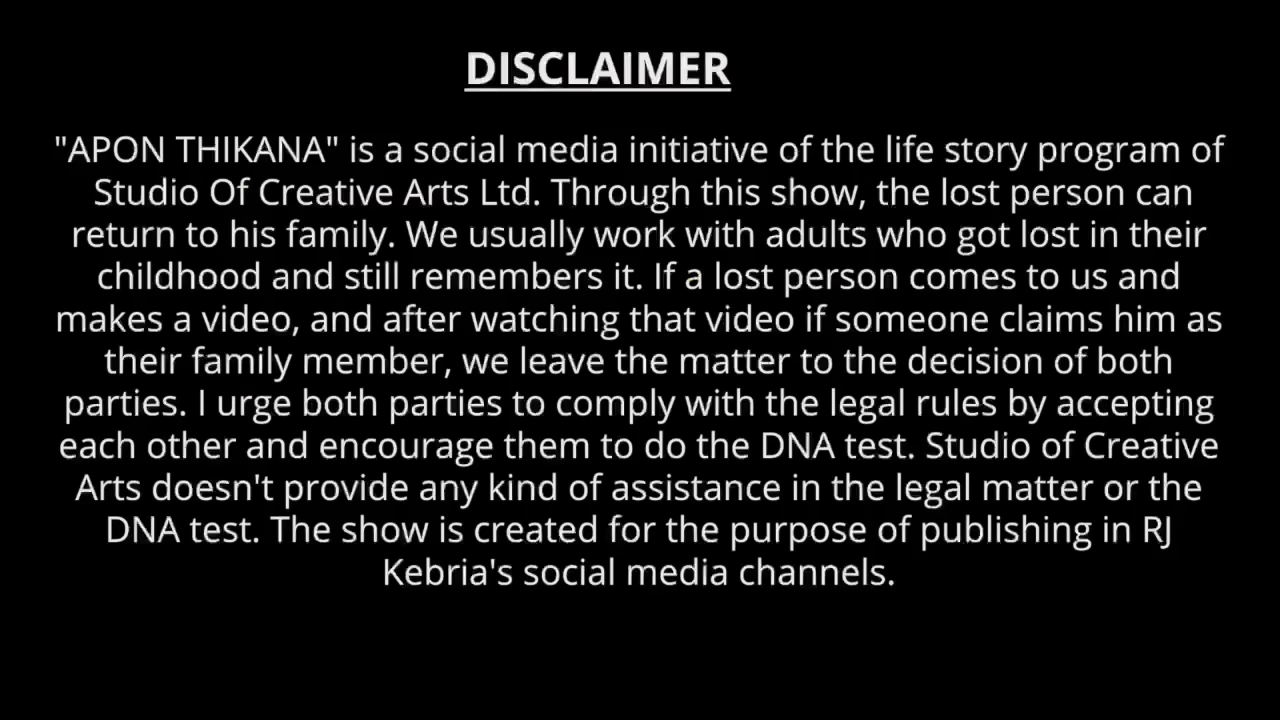 DISCLAIMER
"APON THIKANA" is a social media initiative of the life story program of
Studio Of Creative Arts Ltd. Through this show, the lost person can
return to his family. We usually work with adults who got lost in their
childhood and still remembers it. If a lost person comes to us and
makes a video, and after watching that video if someone claims him as
their family member, we leave the matter to the decision of both
parties. I urge both parties to comply with the legal rules by accepting
each other and encourage them to do the DNA test. Studio of Creative
Arts doesn't provide any kind of assistance in the legal matter or the
DNA test. The show is created for the purpose of publishing in RJ
Kebria's social media channels.